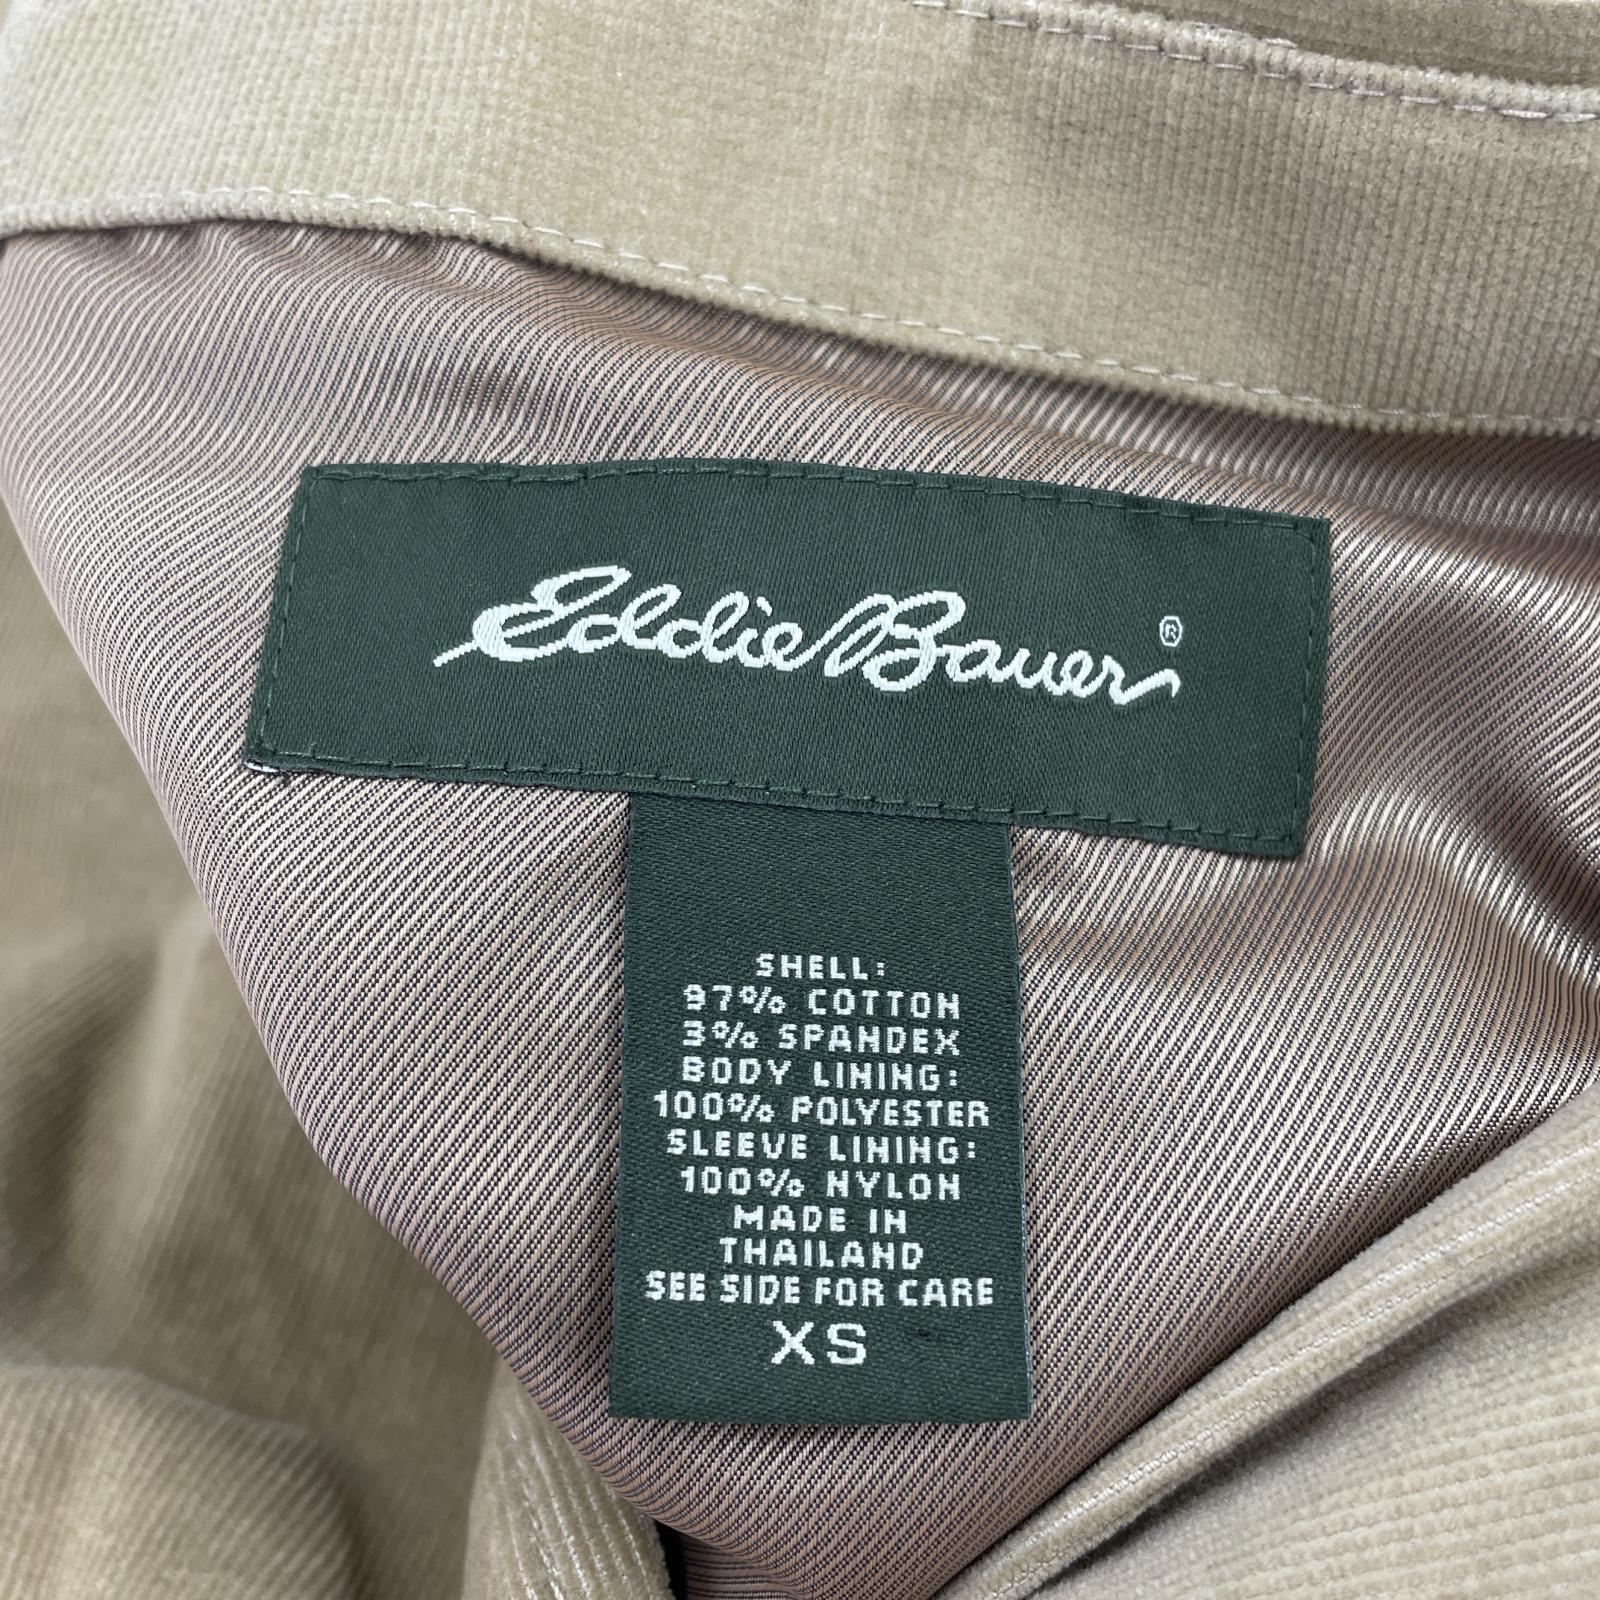 Eddie Bauer ®
SHELL:
97% COTTON
3% SPANDEX
BODY LINING:
100% POLYESTER
SLEEVE LINING:
100% NYLON
MADE IN
THAILAND
SEE SIDE FOR CARE
XS